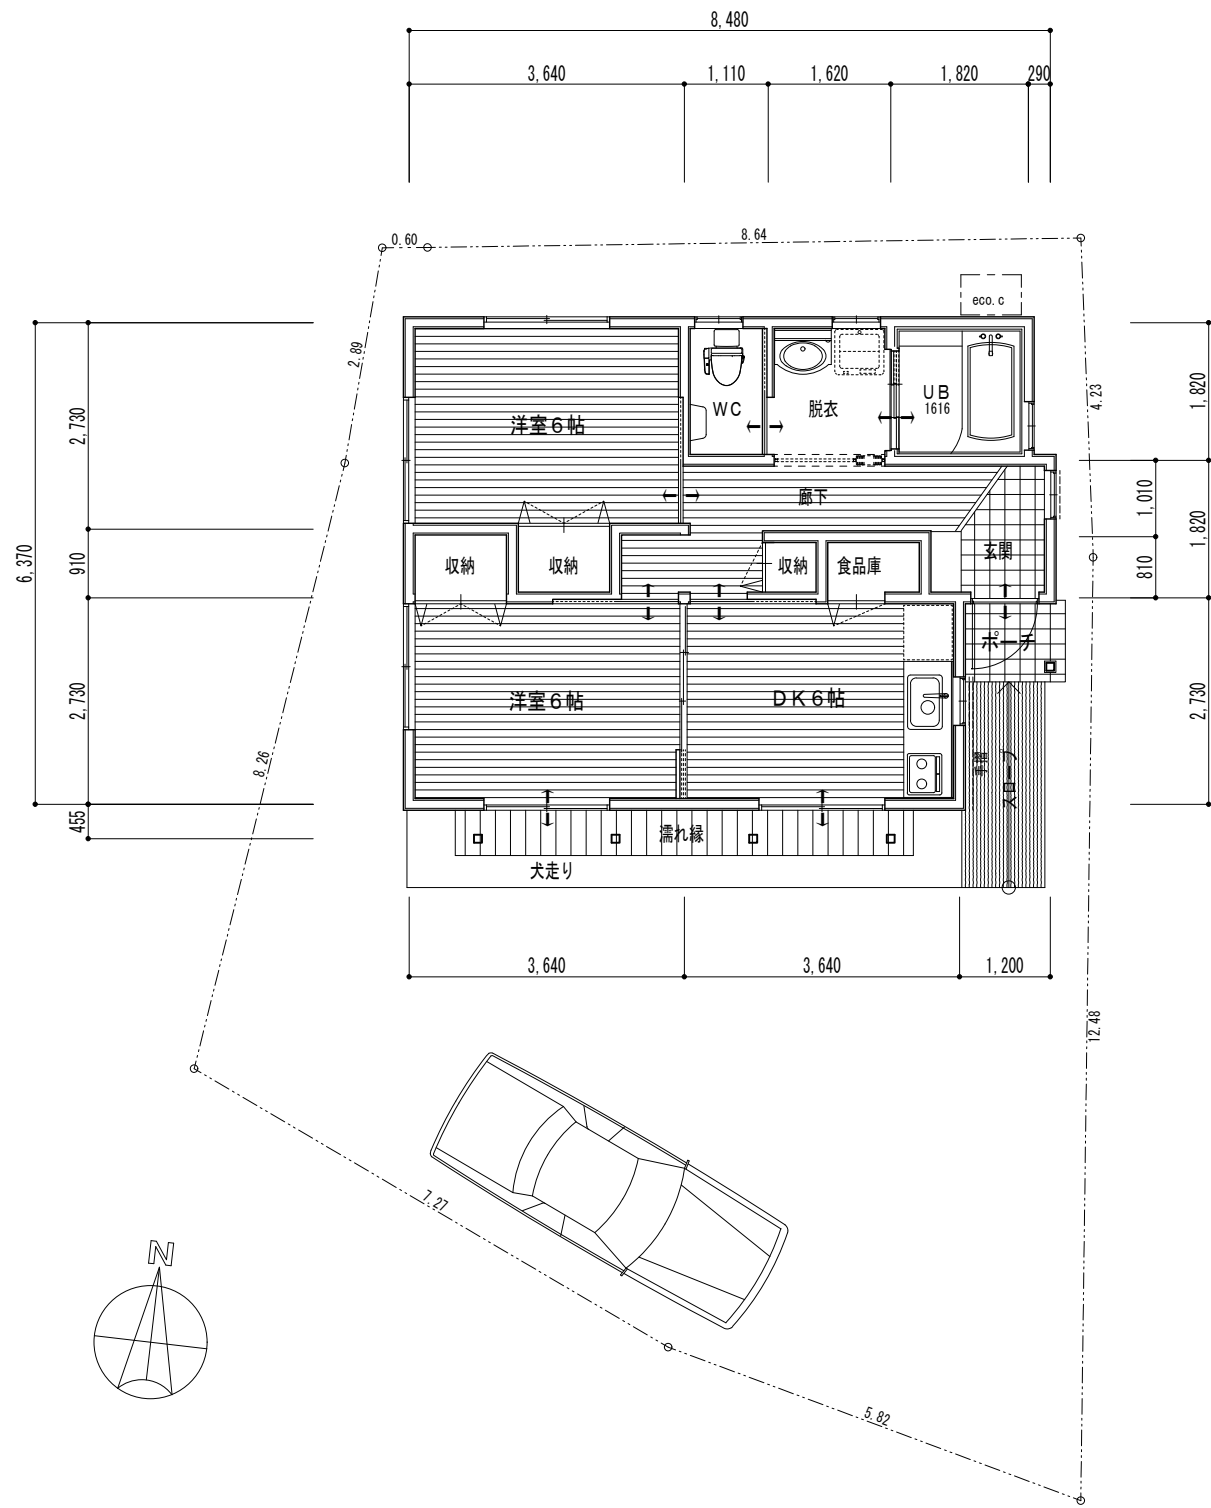 8,480
3,640
1,110
1,620
1,820
290
0.60
8.64
eco.c
2.89
4.23
6,370
2,730
910
2,730
455
1,820
1,820
2,730
1,010
810
洋室6帖
WC
脱衣
UB
1616
廊下
玄関
収納
収納
収納
食品庫
ポーチ
洋室6帖
DK6帖
手摺
スロープ
濡れ縁
犬走り
8.26
3,640
3,640
1,200
12.48
7.27
5.82
N